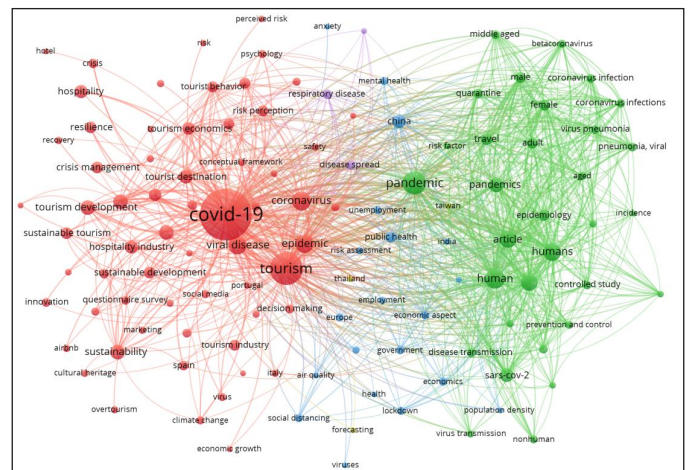 perceived risk
anxiety
middle aged
betacoronavirus
hotel
crisis
risk
psychology
hospitality
tourist behavior
respiratory disease
mental health
male
coronavirus infection
quarantine
female
coronavirus infections
resilience
risk perception
china
recovery
tourism economics
safety
risk factor
travel
adult
virus pneumonia
pneumonia, viral
crisis management
conceptual framework
disease spread
tourist destination
pandemic
pandemics
aged
tourism development
covid-19
coronavirus
unemployment
taiwan
epidemiology
incidence
sustainable tourism
hospitality industry
viral disease
epidemic
public health
india
article
risk assessment
humans
sustainable development
tourism
thailand
human
controlled study
portugal
innovation
questionnaire survey
social media
decision making
employment
europe
economic aspect
prevention and control
marketing
airbnb
sustainability
tourism industry
government
disease transmission
cultural heritage
spain
italy
air quality
economics
sars-cov-2
health
overtourism
virus
climate change
social distancing
lockdown
population density
forecasting
virus transmission
nonhuman
economic growth
viruses